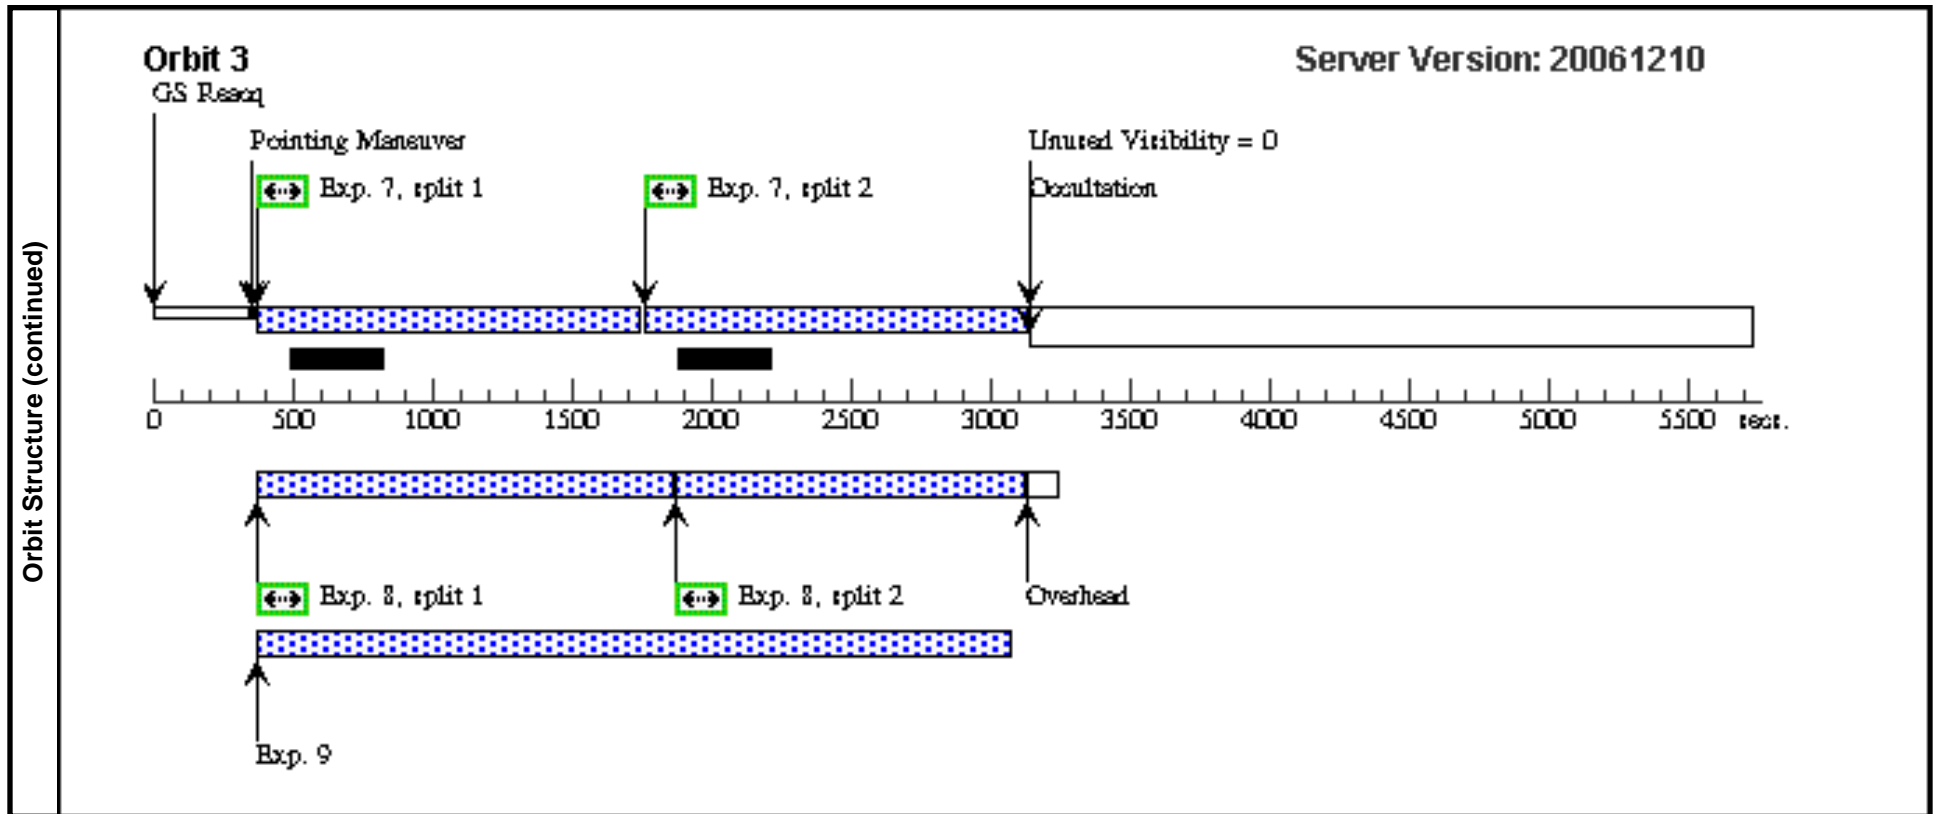 Orbit Structure (continued)
Orbit 3
Server Version: 20061210
GS Reacq
Pointing Maneuver
Unused Visibility = 0
Exp. 7, split 1
Exp. 7, split 2
Occultation
0 500 1000 1500 2000 2500 3000 3500 4000 4500 5000 5500 secs.
Exp. 8, split 1
Exp. 8, split 2
Overhead
Exp. 9